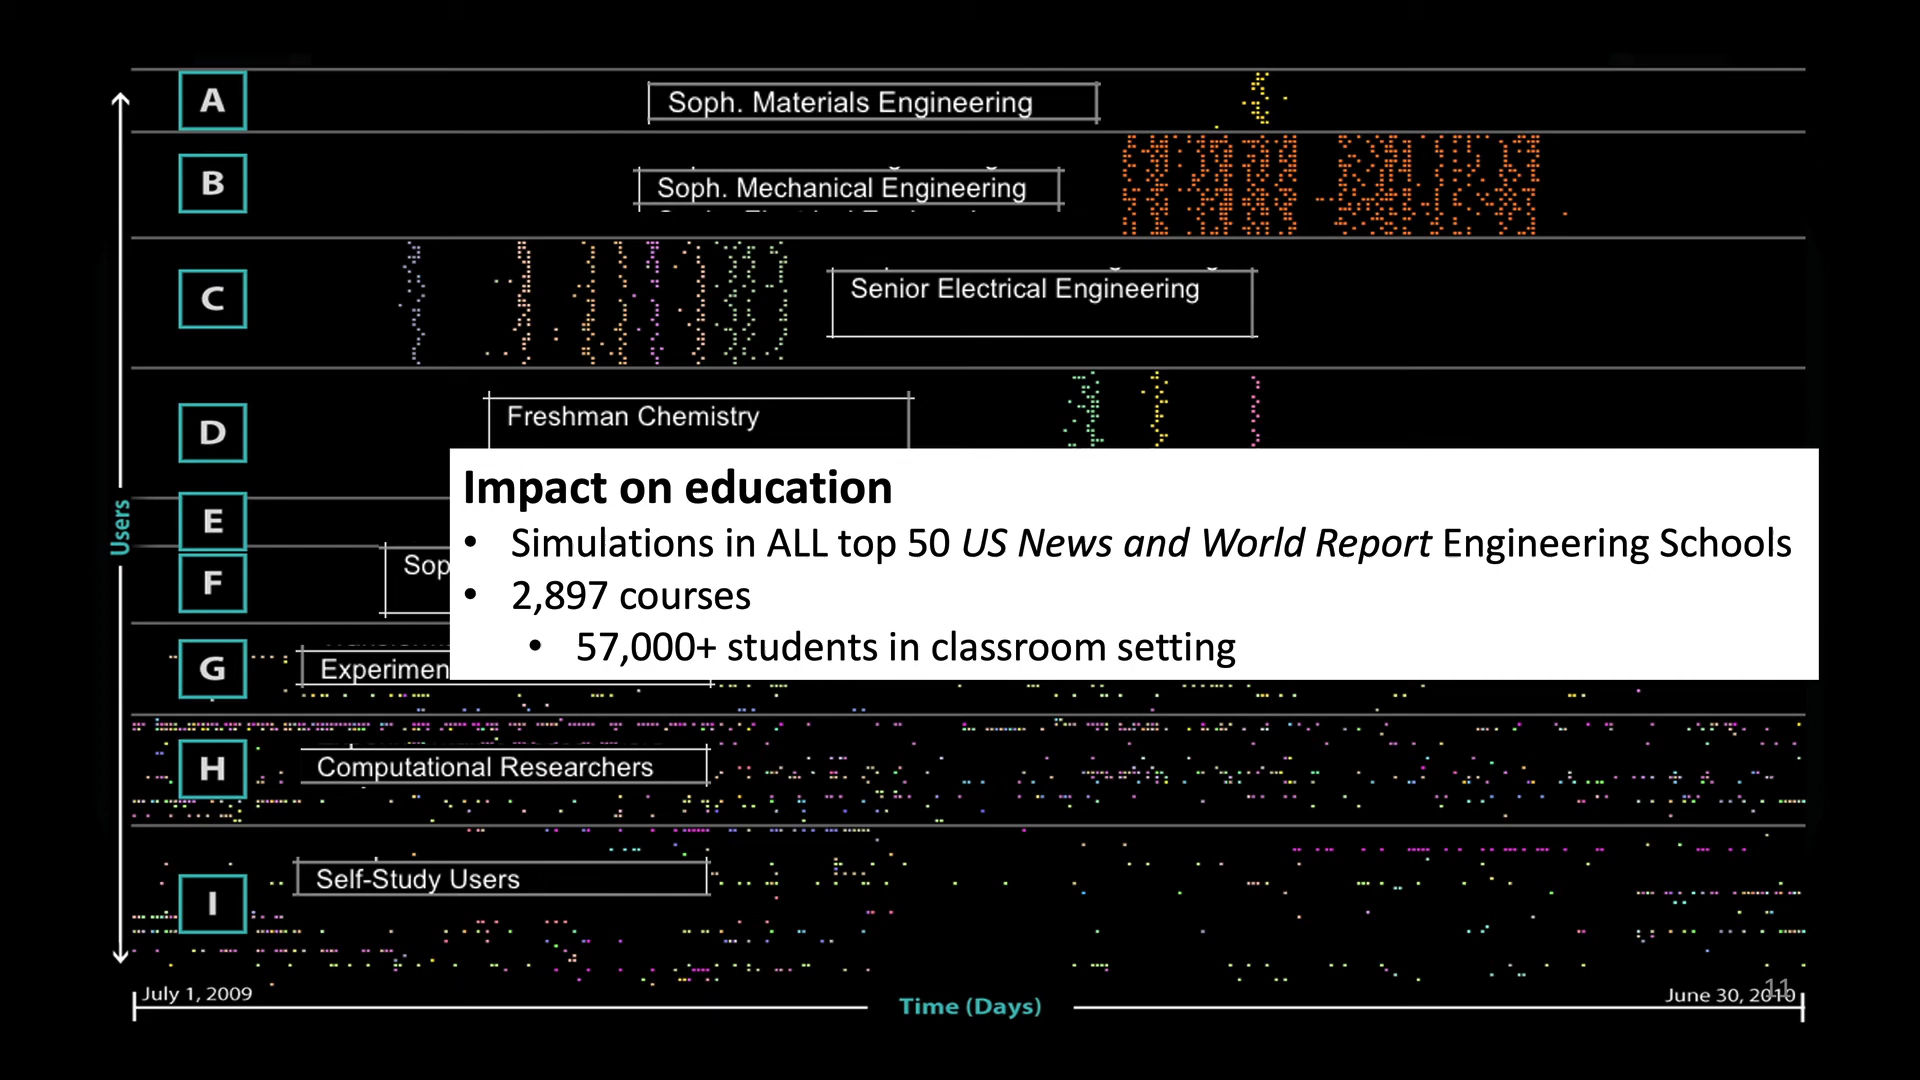 A
Soph. Materials Engineering
B
Soph. Mechanical Engineering
C
Senior Electrical Engineering
D
Freshman Chemistry
Impact on education
• Simulations in ALL top 50 US News and World Report Engineering Schools
• 2,897 courses
• 57,000+ students in classroom setting
Users
E
F
Sop
G
Experimen
H
Computational Researchers
I
Self-Study Users
July 1, 2009
Time (Days)
June 30, 2010
11